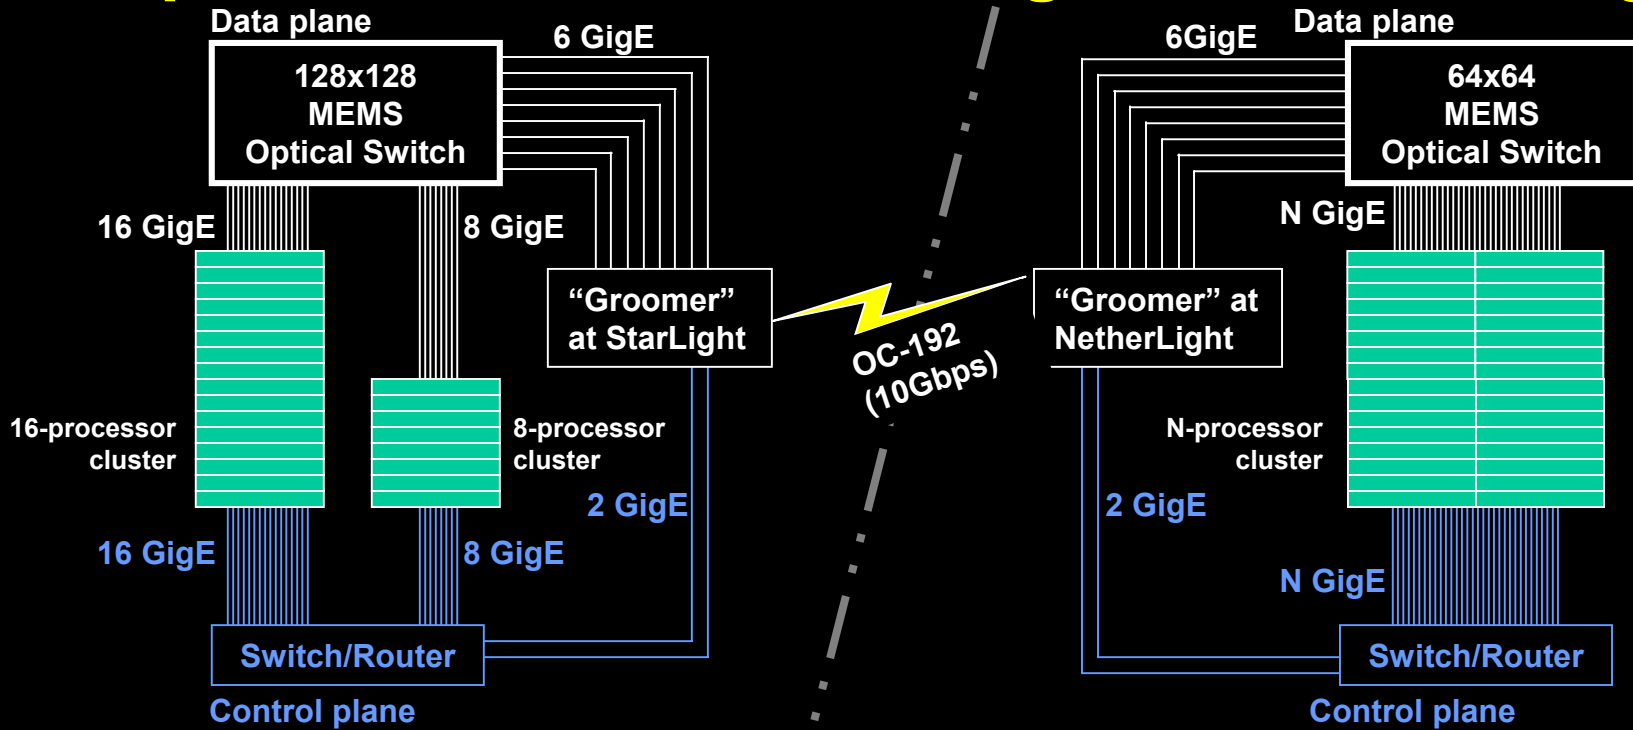 Data plane
6 GigE
6GigE
Data plane
128x128
MEMS
Optical Switch
64x64
MEMS
Optical Switch
16 GigE
8 GigE
N GigE
“Groomer”
at StarLight
“Groomer” at
NetherLight
OC-192
(10Gbps)
16-processor
cluster
8-processor
cluster
N-processor
cluster
2 GigE
2 GigE
16 GigE
8 GigE
N GigE
Switch/Router
Switch/Router
Control plane
Control plane